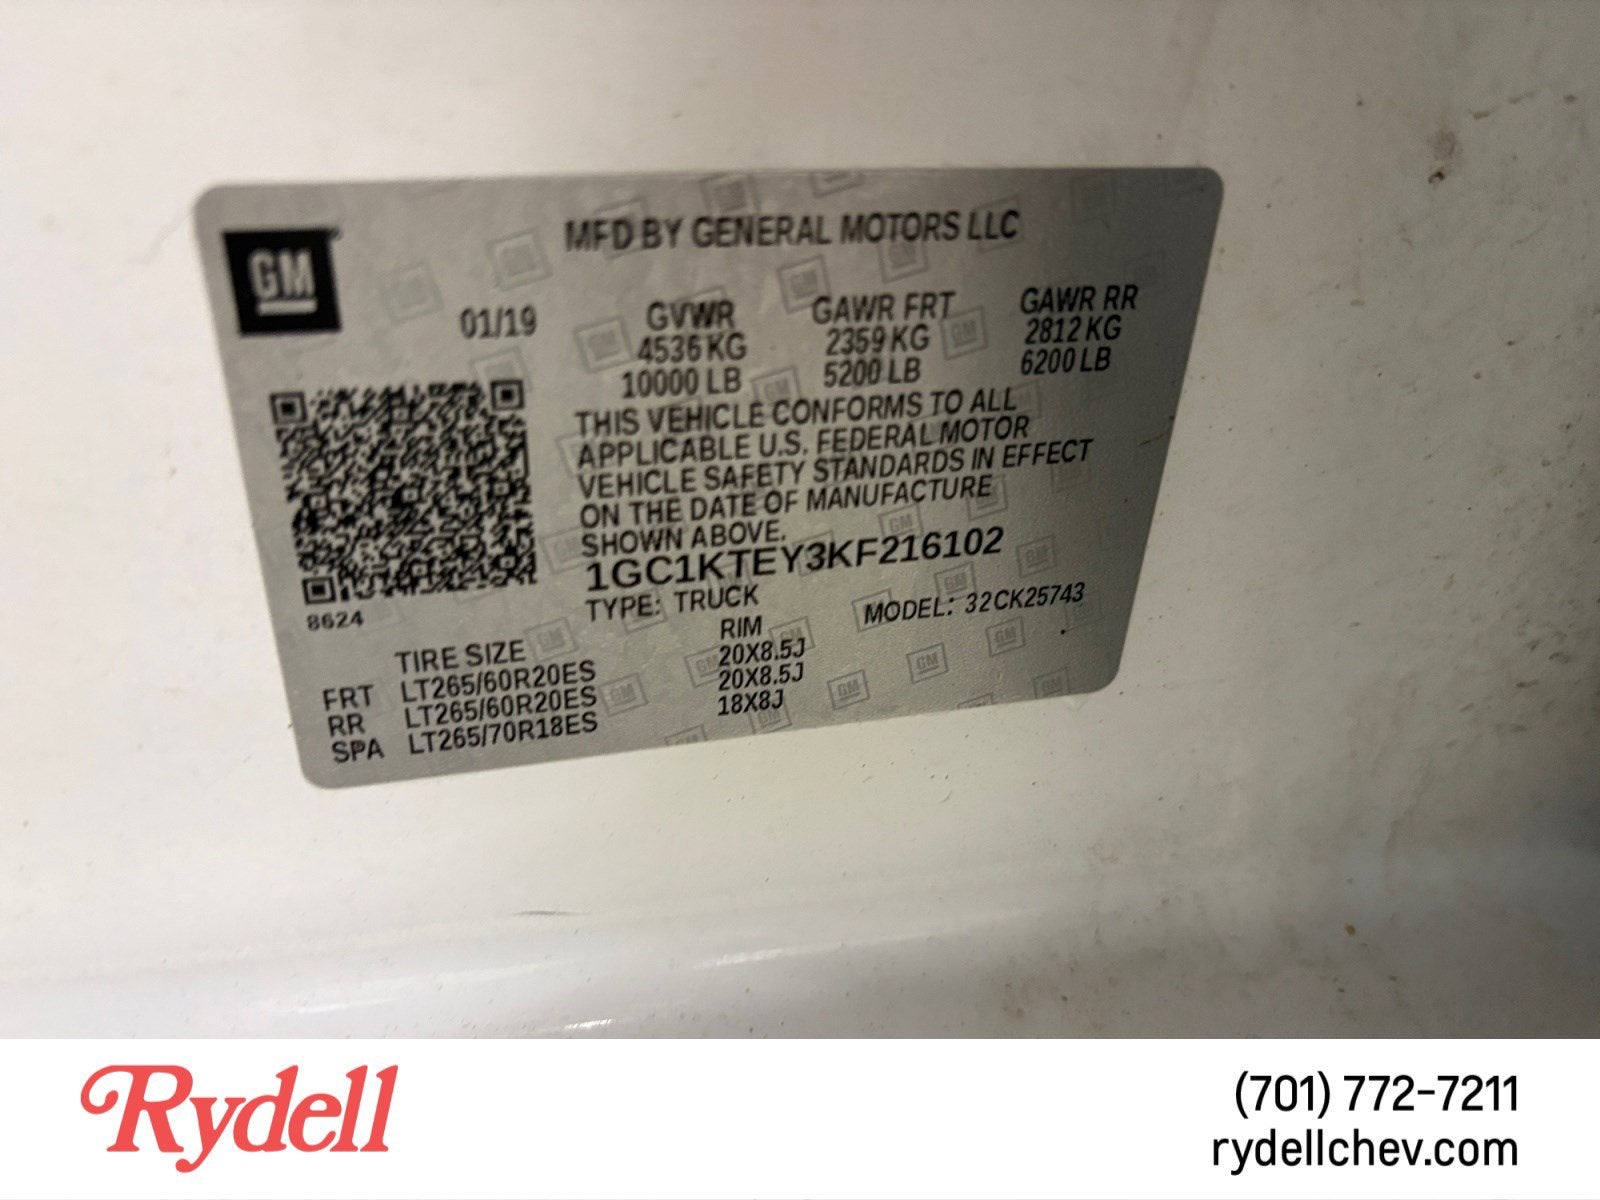 GM
MFD BY GENERAL MOTORS LLC
01/19
GVWR
4536 KG
10000 LB
GAWR FRT
2359 KG
5200 LB
GAWR RR
2812 KG
6200 LB
THIS VEHICLE CONFORMS TO ALL
APPLICABLE U.S. FEDERAL MOTOR
VEHICLE SAFETY STANDARDS IN EFFECT
ON THE DATE OF MANUFACTURE
SHOWN ABOVE.
1GC1KTEY3KF216102
TYPE: TRUCK
MODEL: 32CK25743
8624
TIRE SIZE RIM
FRT LT265/60R20ES 20X8.5J
RR LT265/60R20ES 20X8.5J
SPA LT265/70R18ES 18X8J
Rydell
(701) 772-7211
rydellchev.com